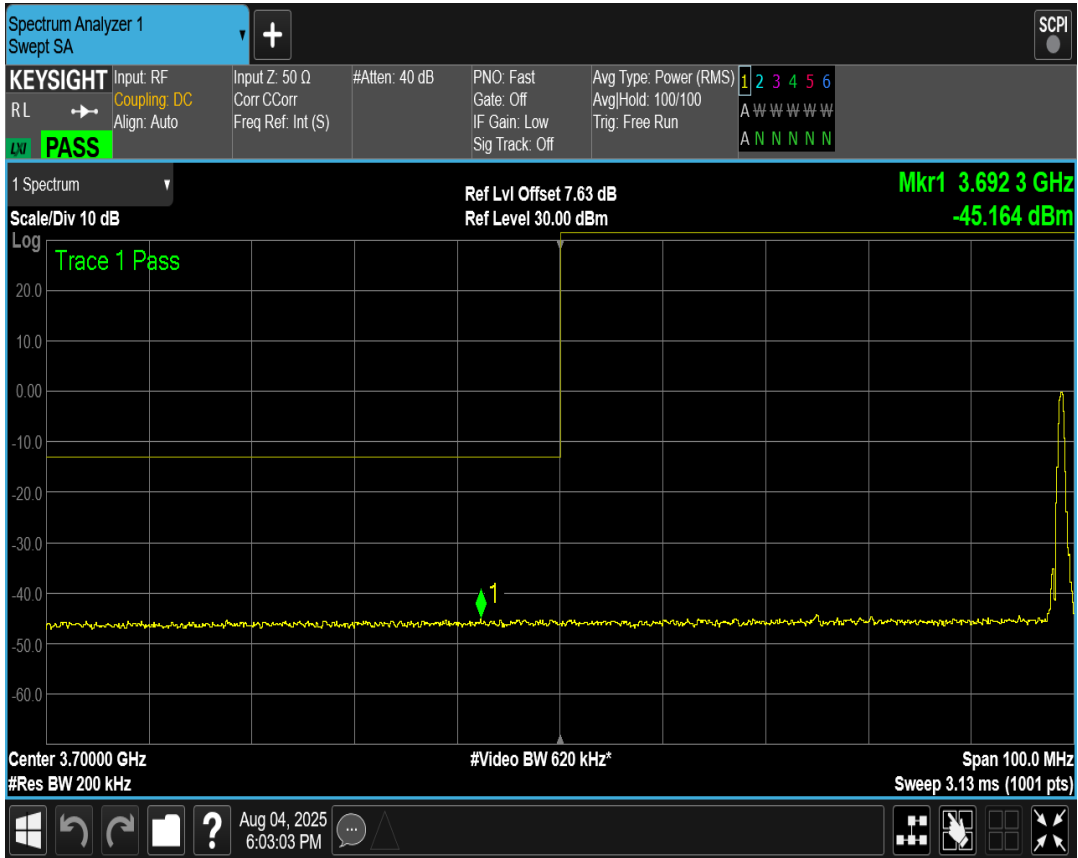 Spectrum Analyzer 1
Swept SA
+
SCPI
KEYSIGHT
RL
LXI PASS
Input: RF
Coupling: DC
Align: Auto
Input Z: 50 Ω
Corr CCorr
Freq Ref: Int (S)
#Atten: 40 dB
PNO: Fast
Gate: Off
IF Gain: Low
Sig Track: Off
Avg Type: Power (RMS)
Avg|Hold: 100/100
Trig: Free Run
1 2 3 4 5 6
A W W W W W
A N N N N N
1 Spectrum
Scale/Div 10 dB
Ref Lvl Offset 7.63 dB
Ref Level 30.00 dBm
Mkr1 3.692 3 GHz
-45.164 dBm
Log
Trace 1 Pass
20.0
10.0
0.00
-10.0
-20.0
-30.0
-40.0
1
-50.0
-60.0
Center 3.70000 GHz
#Res BW 200 kHz
#Video BW 620 kHz*
Span 100.0 MHz
Sweep 3.13 ms (1001 pts)
?
Aug 04, 2025
6:03:03 PM